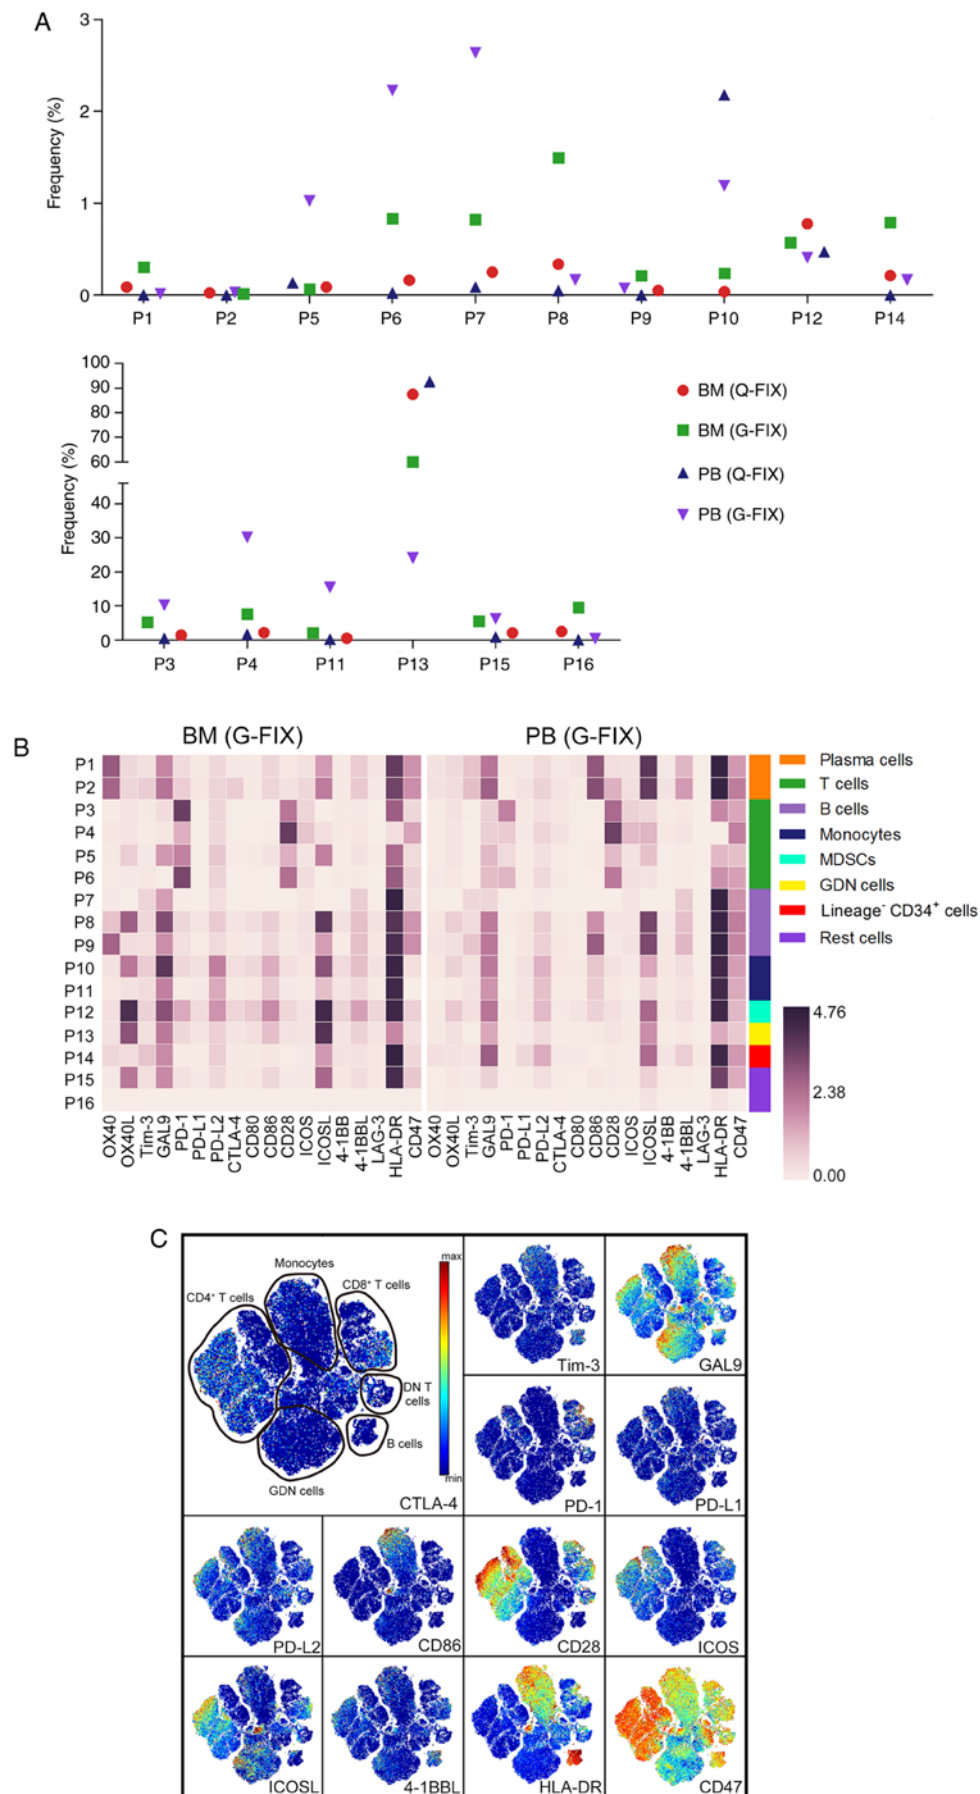 A
3
2
1
0
Frequency (%)
P1 P2 P5 P6 P7 P8 P9 P10 P12 P14
100
90
80
70
60
40
30
20
10
0
Frequency (%)
P3 P4 P11 P13 P15 P16
BM (Q-FIX)
BM (G-FIX)
PB (Q-FIX)
PB (G-FIX)
B
BM (G-FIX) PB (G-FIX)
P1
P2
P3
P4
P5
P6
P7
P8
P9
P10
P11
P12
P13
P14
P15
P16
OX40 OX40L Tim-3 GAL9 PD-1 PD-L1 PD-L2 CTLA-4 CD80 CD86 CD28 ICOS ICOSL 4-1BB 4-1BBL LAG-3 HLA-DR CD47
OX40 OX40L Tim-3 GAL9 PD-1 PD-L1 PD-L2 CTLA-4 CD80 CD86 CD28 ICOS ICOSL 4-1BB 4-1BBL LAG-3 HLA-DR CD47
Plasma cells
T cells
B cells
Monocytes
MDSCs
GDN cells
Lineage⁻ CD34⁺ cells
Rest cells
4.76
2.38
0.00
C
Monocytes
CD4⁺ T cells
CD8⁺ T cells
DN T
cells
B cells
GDN cells
max
min
CTLA-4
Tim-3
GAL9
PD-1
PD-L1
PD-L2
CD86
CD28
ICOS
ICOSL
4-1BBL
HLA-DR
CD47